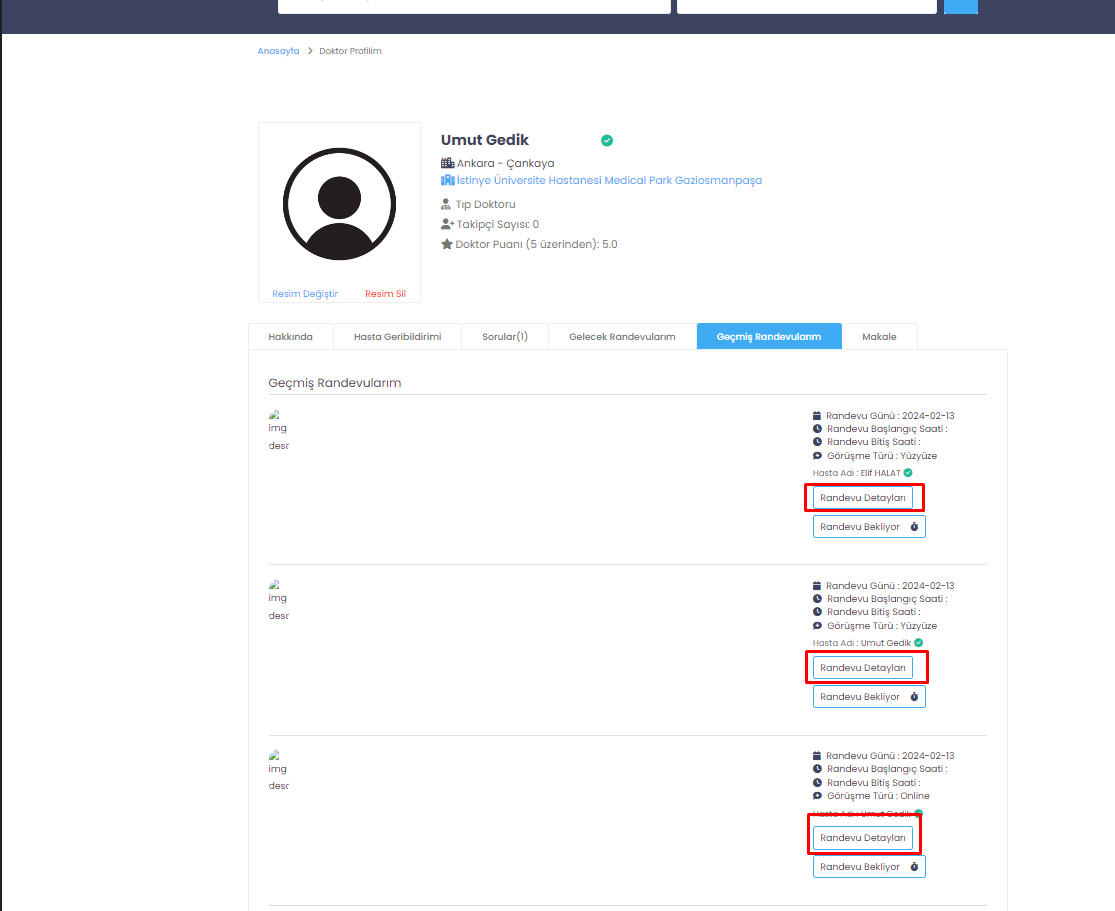 Anasayfa > Doktor Profilim
Umut Gedik
Ankara - Çankaya
İstinye Üniversite Hastanesi Medical Park Gaziosmanpaşa
Tıp Doktoru
Takipçi Sayısı: 0
Doktor Puanı (5 üzerinden): 5.0
Resim Değiştir Resim Sil
Hakkında Hasta Geribildirimi Sorular(1) Gelecek Randevularım Geçmiş Randevularım Makale
Geçmiş Randevularım
img
desc
Randevu Günü : 2024-02-13
Randevu Başlangıç Saati :
Randevu Bitiş Saati :
Görüşme Türü : Yüzyüze
Hasta Adı : Elif HALAT
Randevu Detayları
Randevu Bekliyor
img
desc
Randevu Günü : 2024-02-13
Randevu Başlangıç Saati :
Randevu Bitiş Saati :
Görüşme Türü : Yüzyüze
Hasta Adı : Umut Gedik
Randevu Detayları
Randevu Bekliyor
img
desc
Randevu Günü : 2024-02-13
Randevu Başlangıç Saati :
Randevu Bitiş Saati :
Görüşme Türü : Online
Hasta Adı : Umut Gedik
Randevu Detayları
Randevu Bekliyor